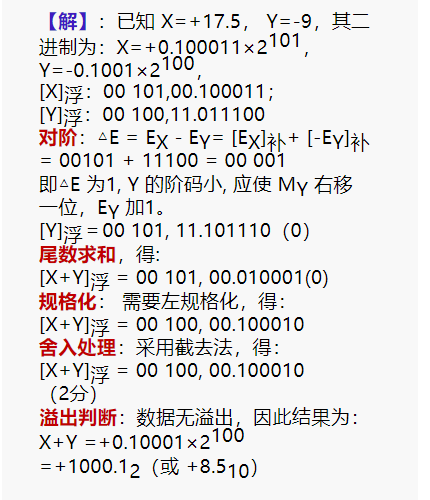 【解】：已知 X=+17.5， Y=-9，其二
进制为：X=+0.100011×2^101，
Y=-0.1001×2^100，
[X]浮：00 101,00.100011；
[Y]浮：00 100,11.011100
对阶：△E = EX - EY= [EX]补+ [-EY]补
= 00101 + 11100 = 00 001
即△E 为1, Y 的阶码小, 应使 MY 右移
一位，EY 加1。
[Y]浮＝00 101, 11.101110（0）
尾数求和，得：
[X+Y]浮 = 00 101, 00.010001(0)
规格化： 需要左规格化，得：
[X+Y]浮 = 00 100, 00.100010
舍入处理：采用截去法，得：
[X+Y]浮 = 00 100, 00.100010
（2分）
溢出判断：数据无溢出，因此结果为：
X+Y =+0.10001×2^100
=+1000.1₂（或 +8.5₁₀）